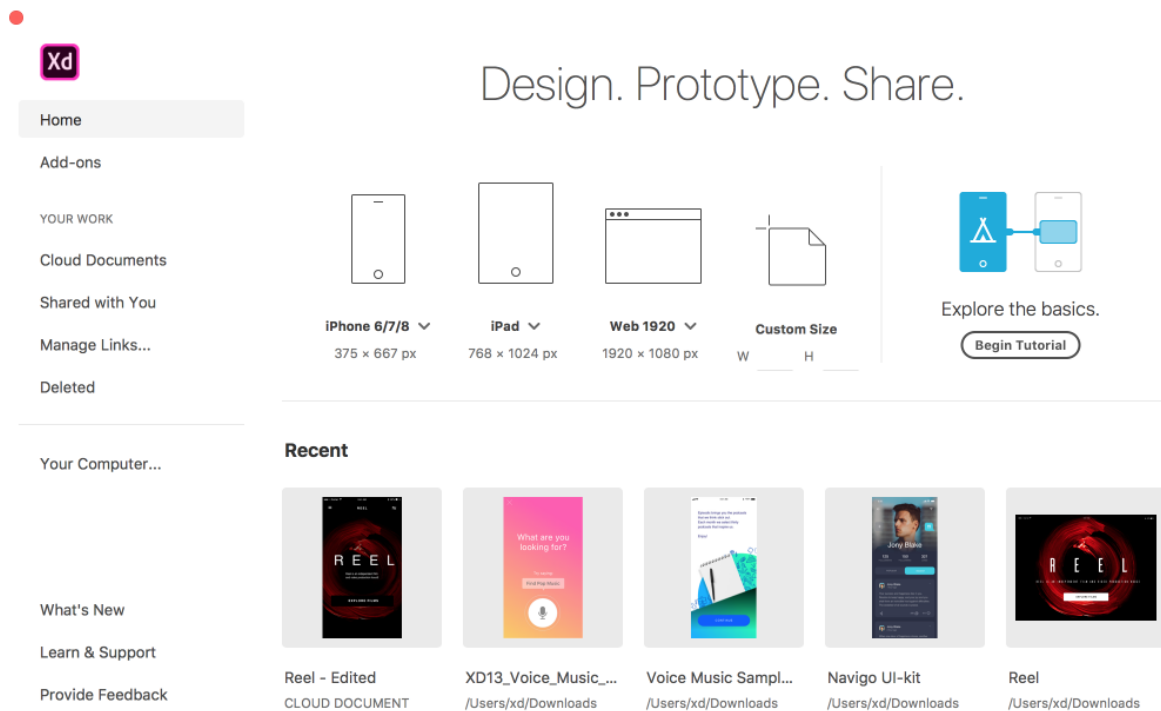 Xd
Design. Prototype. Share.
Home
Add-ons
YOUR WORK
Cloud Documents
Shared with You
Manage Links...
Deleted
Your Computer...
What's New
Learn & Support
Provide Feedback
iPhone 6/7/8
375 × 667 px
iPad
768 × 1024 px
Web 1920
1920 × 1080 px
Custom Size
W H
Explore the basics.
Begin Tutorial
Recent
REEL
REEL
EXPLORE FILMS
Reel - Edited
CLOUD DOCUMENT
What are you
looking for?
Find Pop Music
XD13_Voice_Music_...
/Users/xd/Downloads
CONTINUE
Voice Music Sampl...
/Users/xd/Downloads
Jony Blake
Navigo UI-kit
/Users/xd/Downloads
REEL
Reel
/Users/xd/Downloads